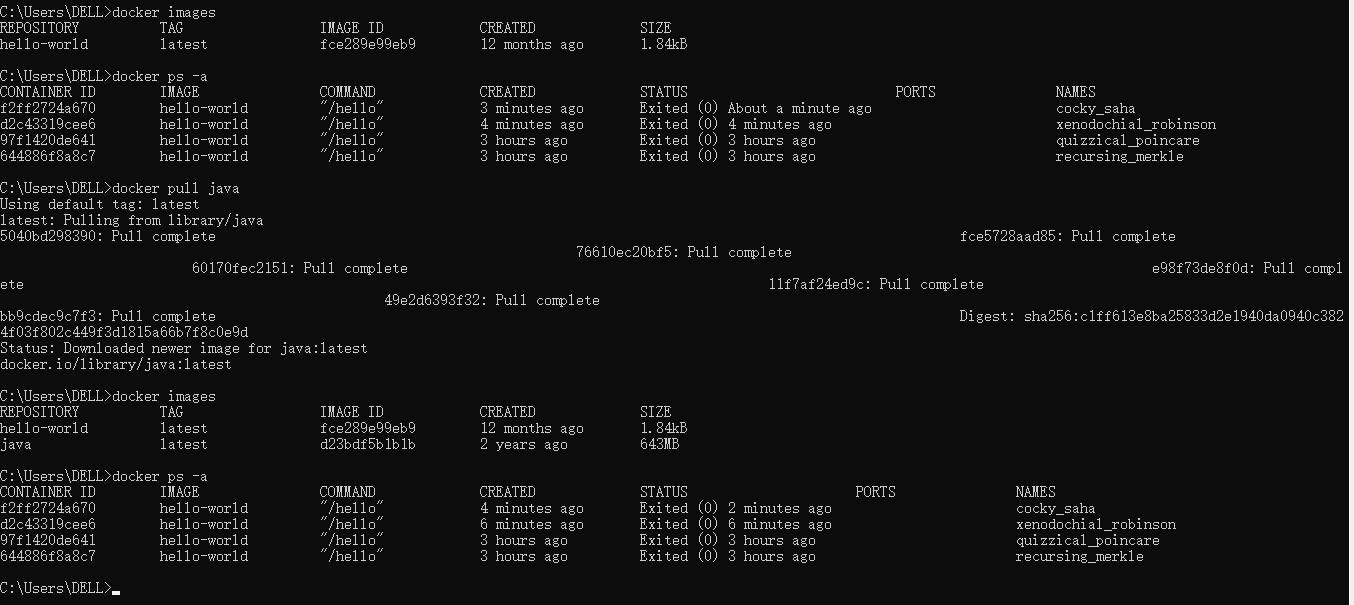 C:\Users\DELL>docker images
REPOSITORY          TAG                 IMAGE ID            CREATED             SIZE
hello-world         latest              fce289e99eb9        12 months ago       1.84kB
C:\Users\DELL>docker ps -a
CONTAINER ID        IMAGE               COMMAND             CREATED             STATUS                          PORTS               NAMES
f2ff2724a670        hello-world         "/hello"            3 minutes ago       Exited (0) About a minute ago                       cocky_saha
d2c43319cee6        hello-world         "/hello"            4 minutes ago       Exited (0) 4 minutes ago                            xenodochial_robinson
97f1420de641        hello-world         "/hello"            3 hours ago         Exited (0) 3 hours ago                              quizzical_poincare
644886f8a8c7        hello-world         "/hello"            3 hours ago         Exited (0) 3 hours ago                              recursing_merkle
C:\Users\DELL>docker pull java
Using default tag: latest
latest: Pulling from library/java
5040bd298390: Pull complete fce5728aad85: Pull complete
76610ec20bf5: Pull complete
60170fec2151: Pull complete e98f73de8f0d: Pull compl
ete 11f7af24ed9c: Pull complete
49e2d6393f32: Pull complete
bb9cdec9c7f3: Pull complete Digest: sha256:c1ff613e8ba25833d2e1940da0940c382
4f03f802c449f3d1815a66b7f8c0e9d
Status: Downloaded newer image for java:latest
docker.io/library/java:latest
C:\Users\DELL>docker images
REPOSITORY          TAG                 IMAGE ID            CREATED             SIZE
hello-world         latest              fce289e99eb9        12 months ago       1.84kB
java                latest              d23bdf5b1b1b        2 years ago         643MB
C:\Users\DELL>docker ps -a
CONTAINER ID        IMAGE               COMMAND             CREATED             STATUS                     PORTS               NAMES
f2ff2724a670        hello-world         "/hello"            4 minutes ago       Exited (0) 2 minutes ago                       cocky_saha
d2c43319cee6        hello-world         "/hello"            6 minutes ago       Exited (0) 6 minutes ago                       xenodochial_robinson
97f1420de641        hello-world         "/hello"            3 hours ago         Exited (0) 3 hours ago                         quizzical_poincare
644886f8a8c7        hello-world         "/hello"            3 hours ago         Exited (0) 3 hours ago                         recursing_merkle
C:\Users\DELL>